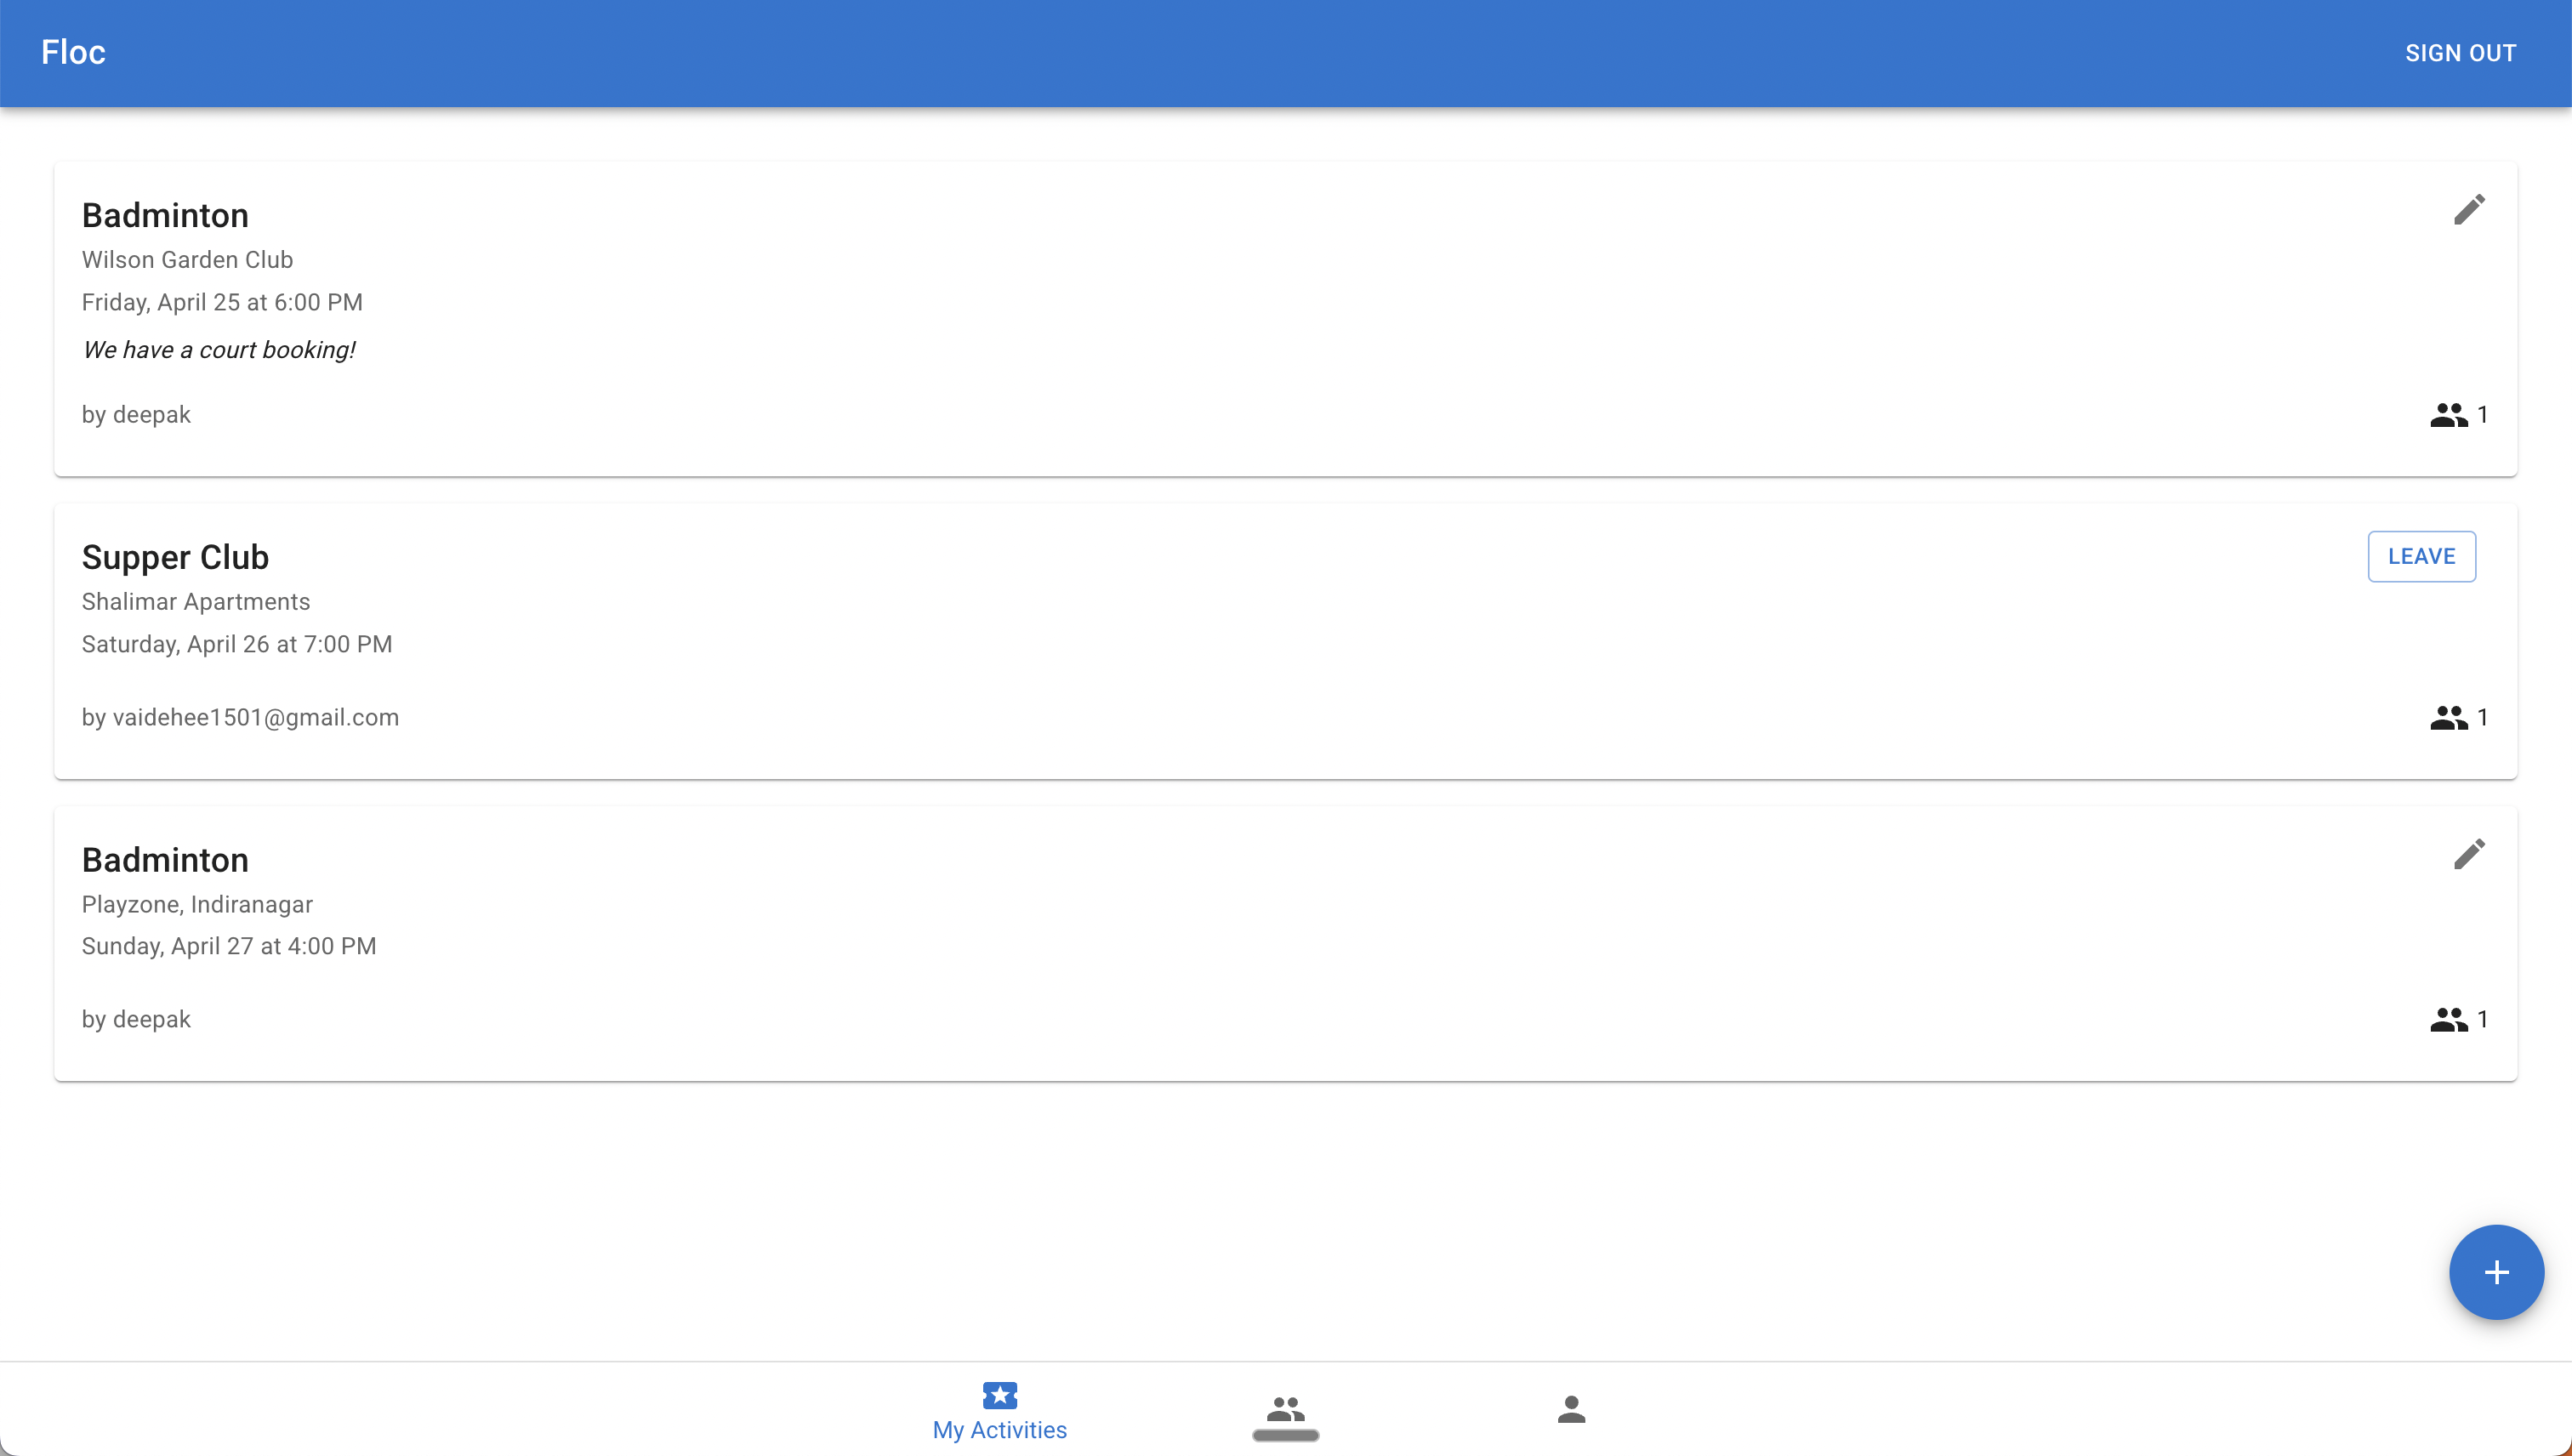 Floc
SIGN OUT
Badminton
Wilson Garden Club
Friday, April 25 at 6:00 PM
We have a court booking!
by deepak
1
Supper Club
LEAVE
Shalimar Apartments
Saturday, April 26 at 7:00 PM
by vaidehee1501@gmail.com
1
Badminton
Playzone, Indiranagar
Sunday, April 27 at 4:00 PM
by deepak
1
My Activities